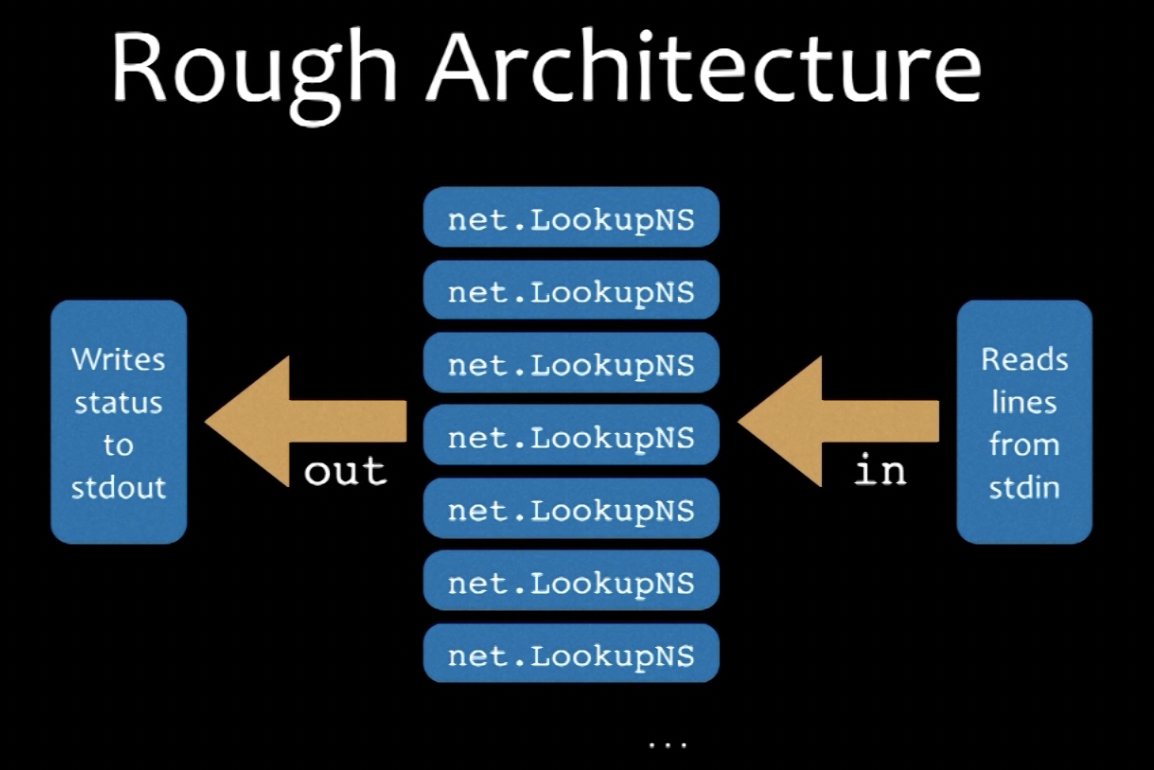 Rough Architecture
net.LookupNS
net.LookupNS
net.LookupNS
net.LookupNS
net.LookupNS
net.LookupNS
net.LookupNS
Writes
status
to
stdout
out
in
Reads
lines
from
stdin
...